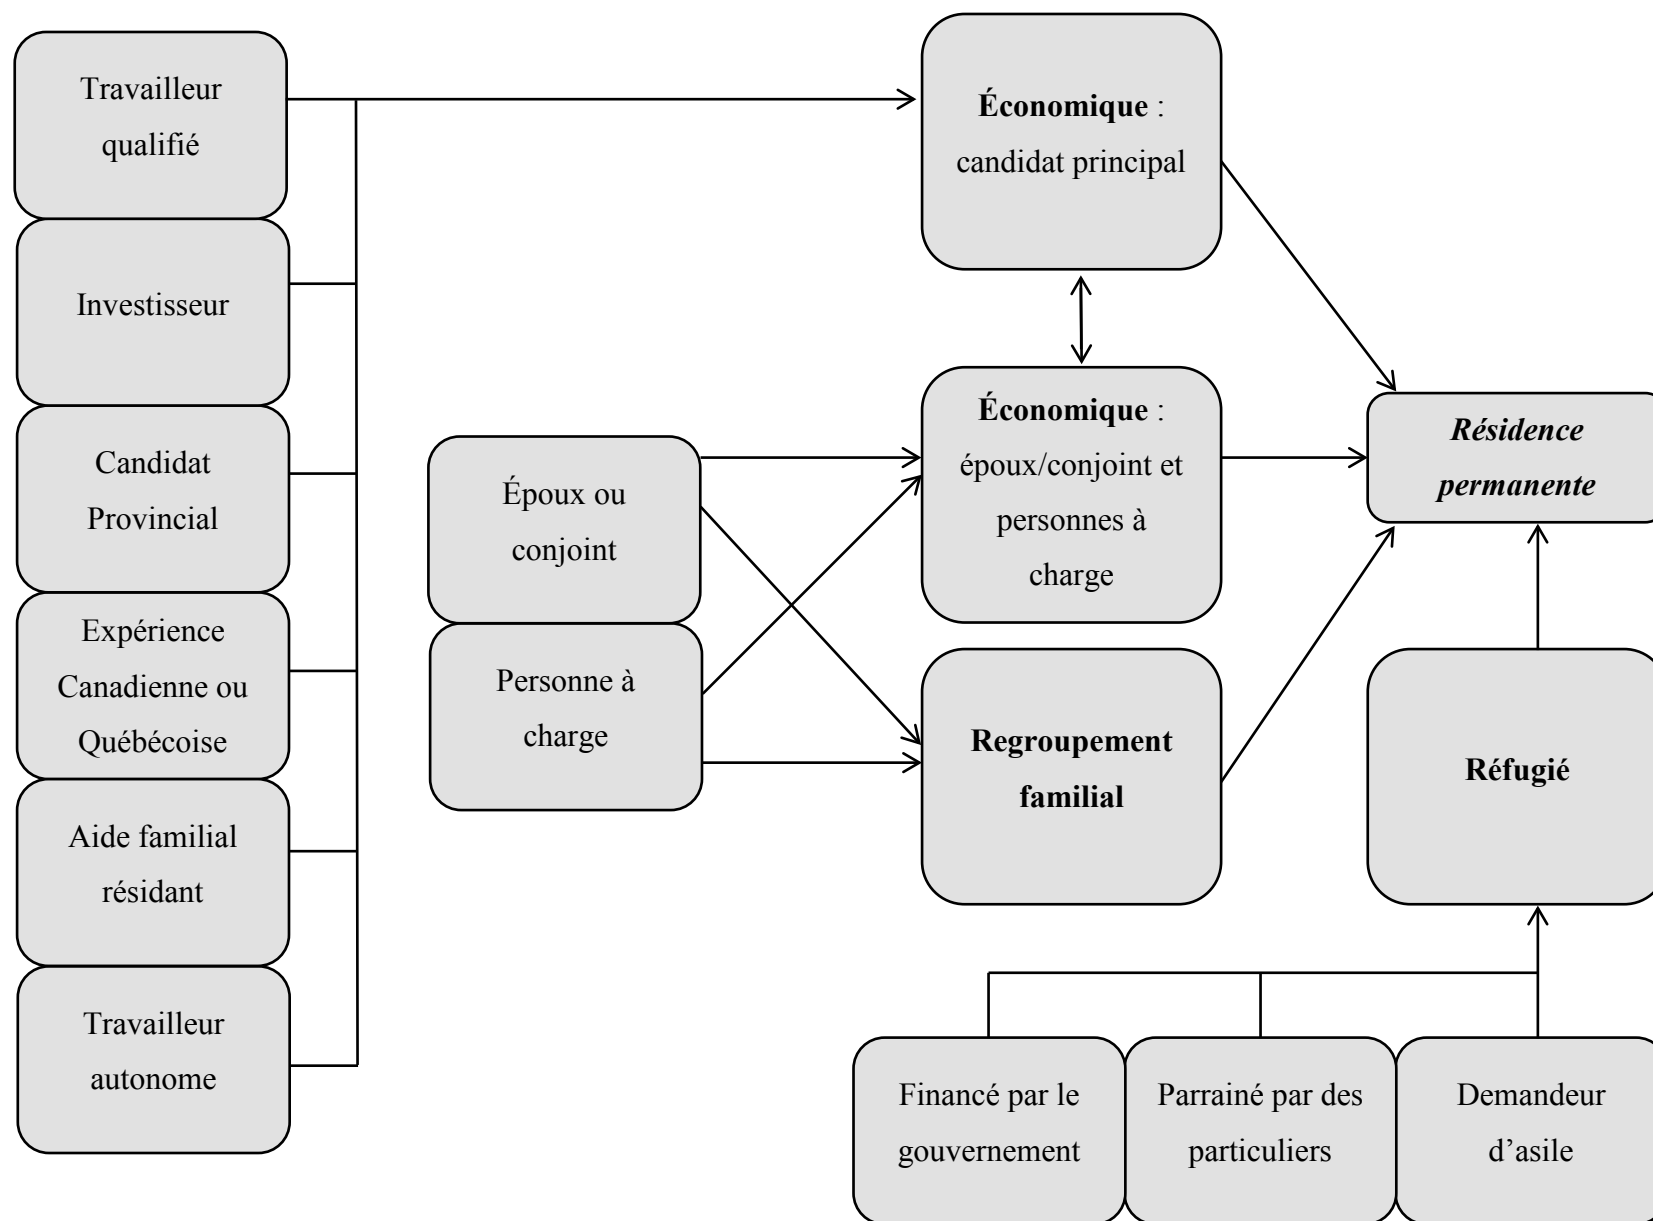 Travailleur
qualifié
Investisseur
Candidat
Provincial
Expérience
Canadienne ou
Québécoise
Aide familial
résidant
Travailleur
autonome
Époux ou
conjoint
Personne à
charge
Économique :
candidat principal
Économique :
époux/conjoint et
personnes à
charge
Regroupement
familial
Résidence
permanente
Réfugié
Financé par le
gouvernement
Parrainé par des
particuliers
Demandeur
d’asile